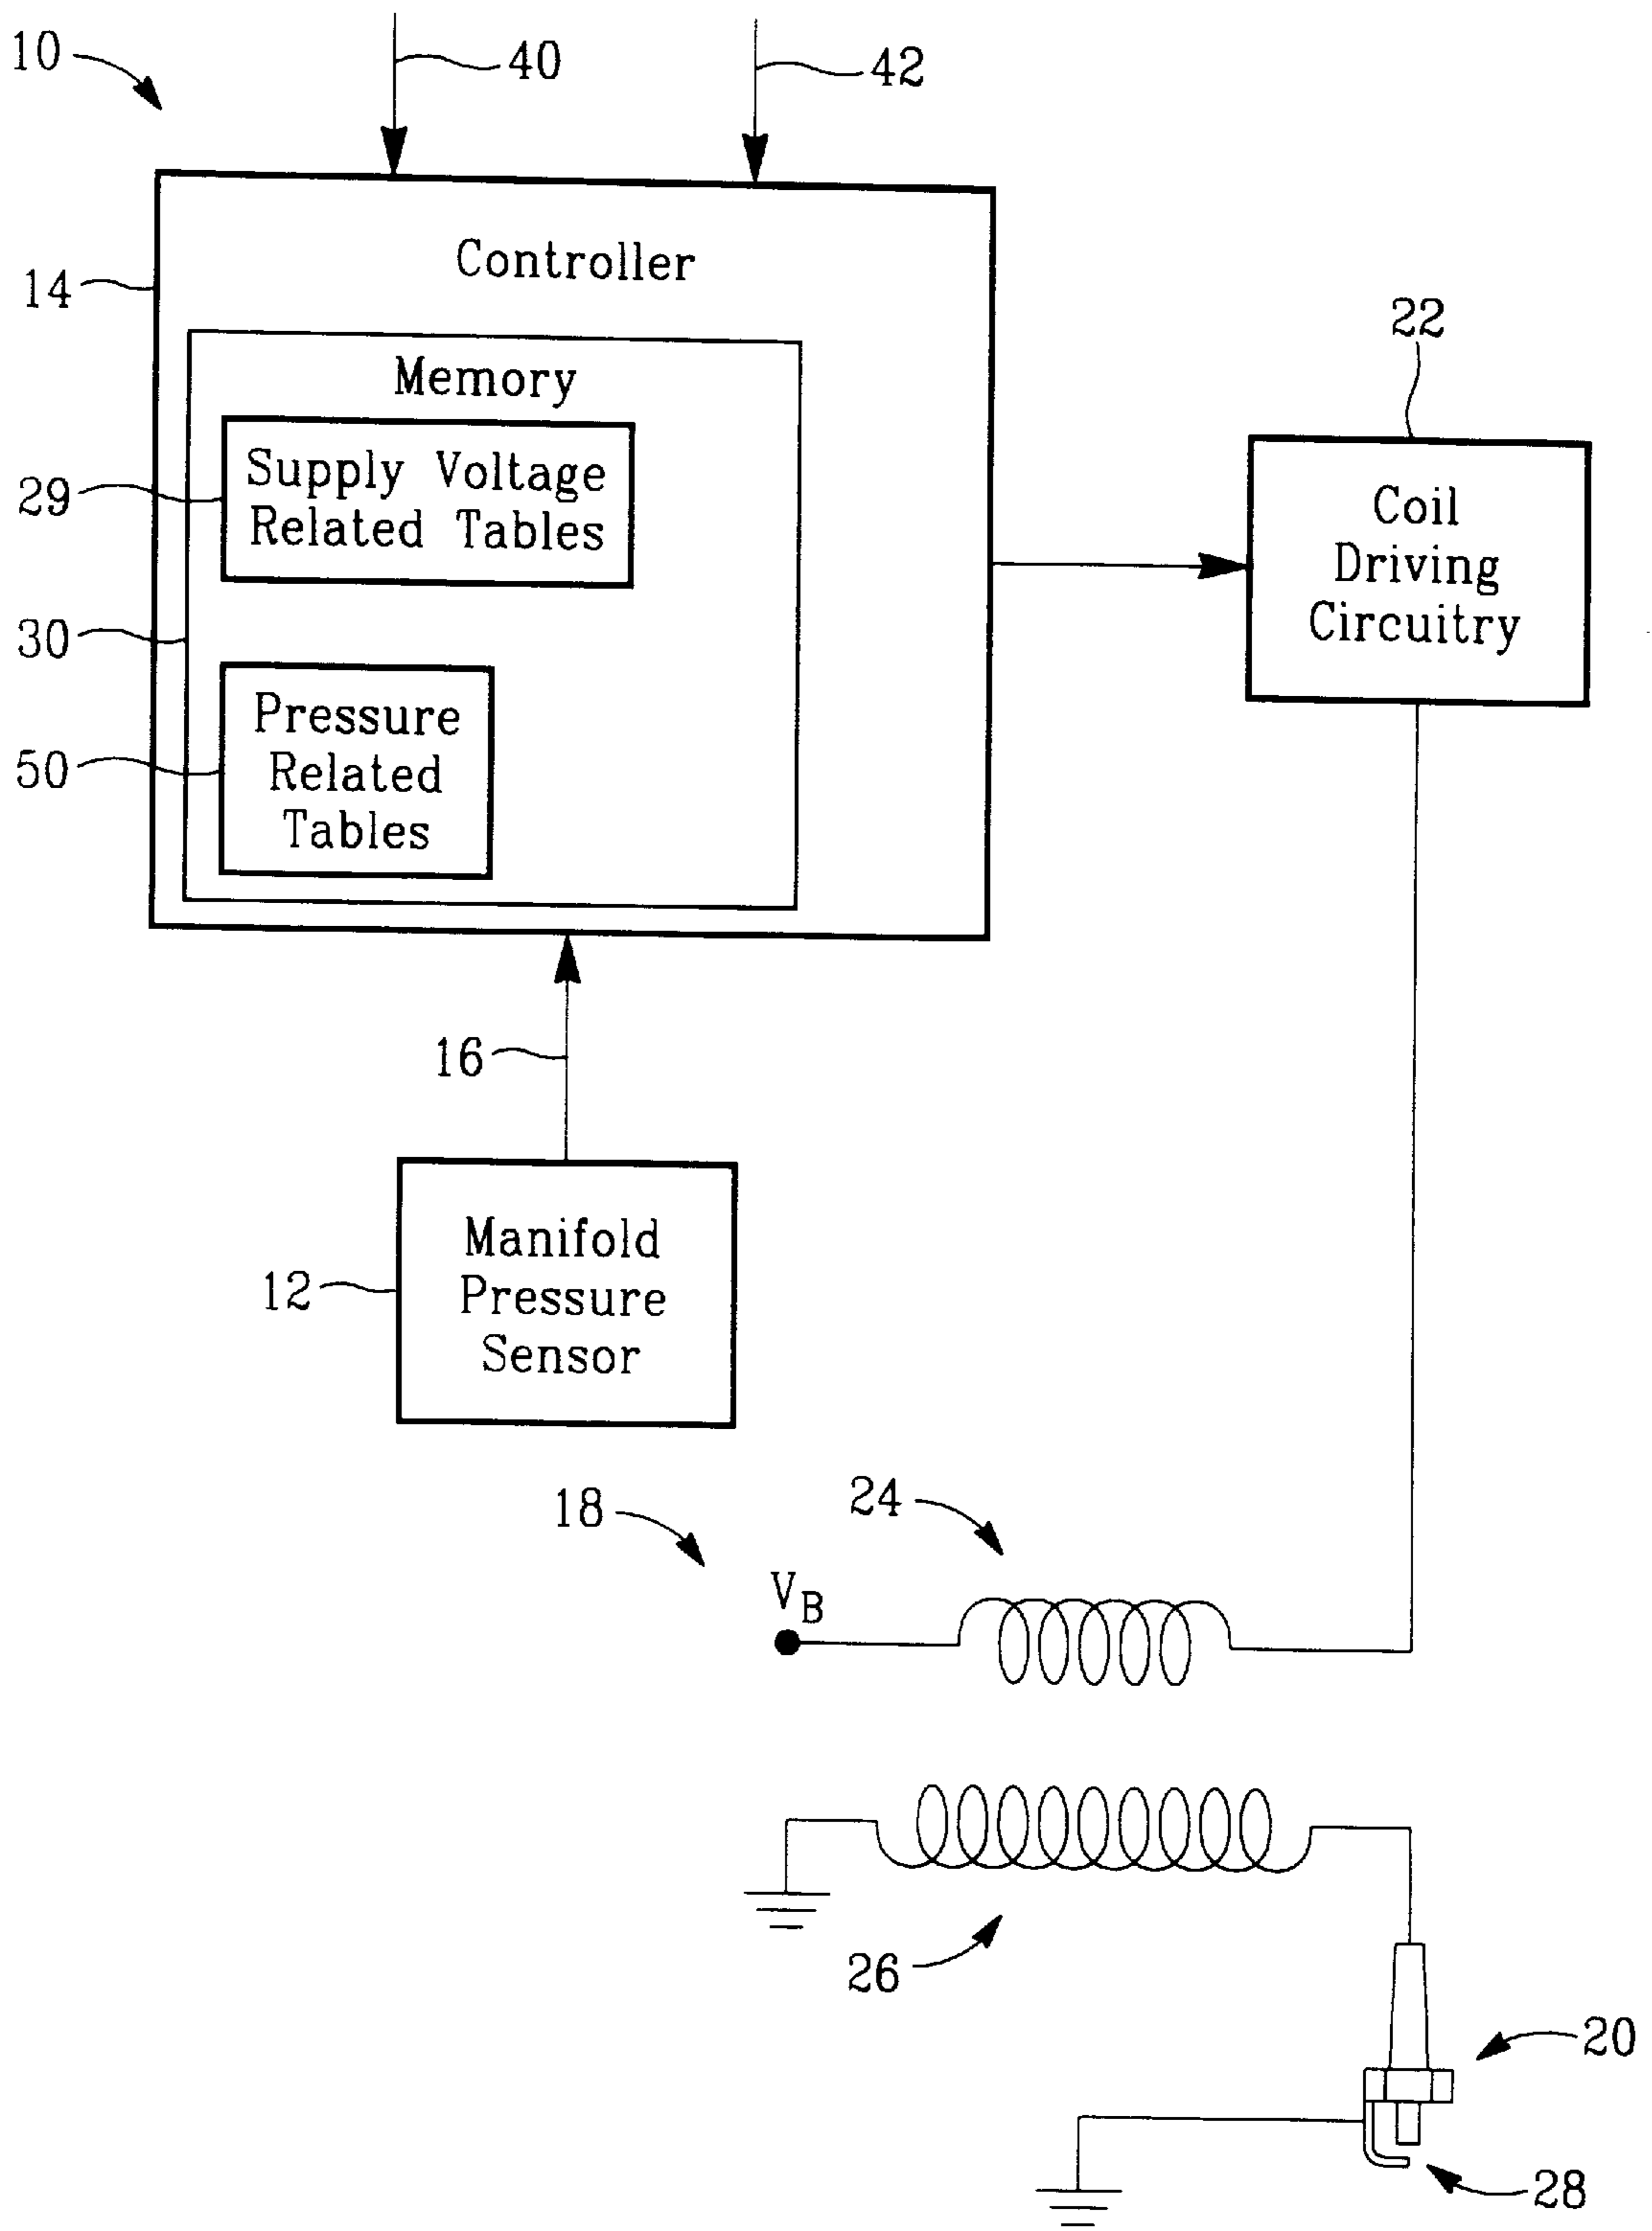 10
40
42
Controller
14
22
Memory
Supply Voltage
Related Tables
29
Coil
Driving
Circuitry
30
Pressure
Related
Tables
50
16
Manifold
Pressure
Sensor
12
24
18
V_B
26
20
28